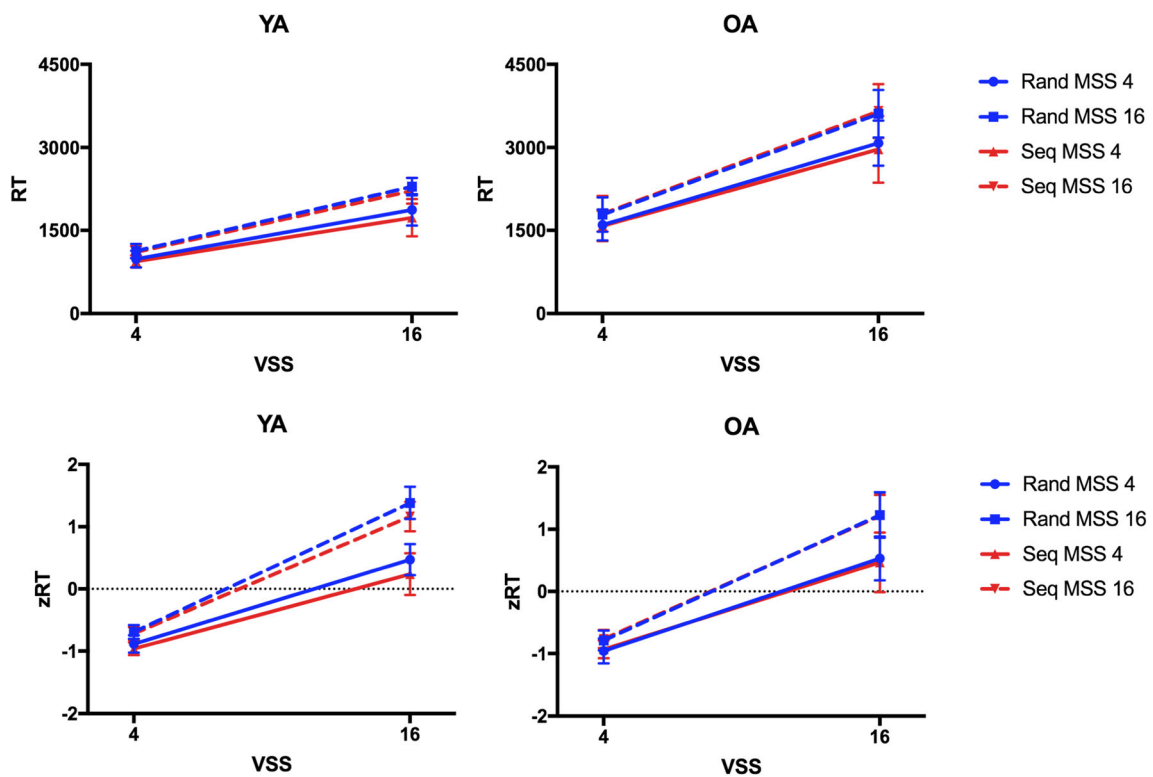 YA
OA
4500
3000
1500
0
RT
4
16
VSS
4500
3000
1500
0
RT
4
16
VSS
Rand MSS 4
Rand MSS 16
Seq MSS 4
Seq MSS 16
YA
OA
2
1
0
-1
-2
zRT
4
16
VSS
2
1
0
-1
-2
zRT
4
16
VSS
Rand MSS 4
Rand MSS 16
Seq MSS 4
Seq MSS 16